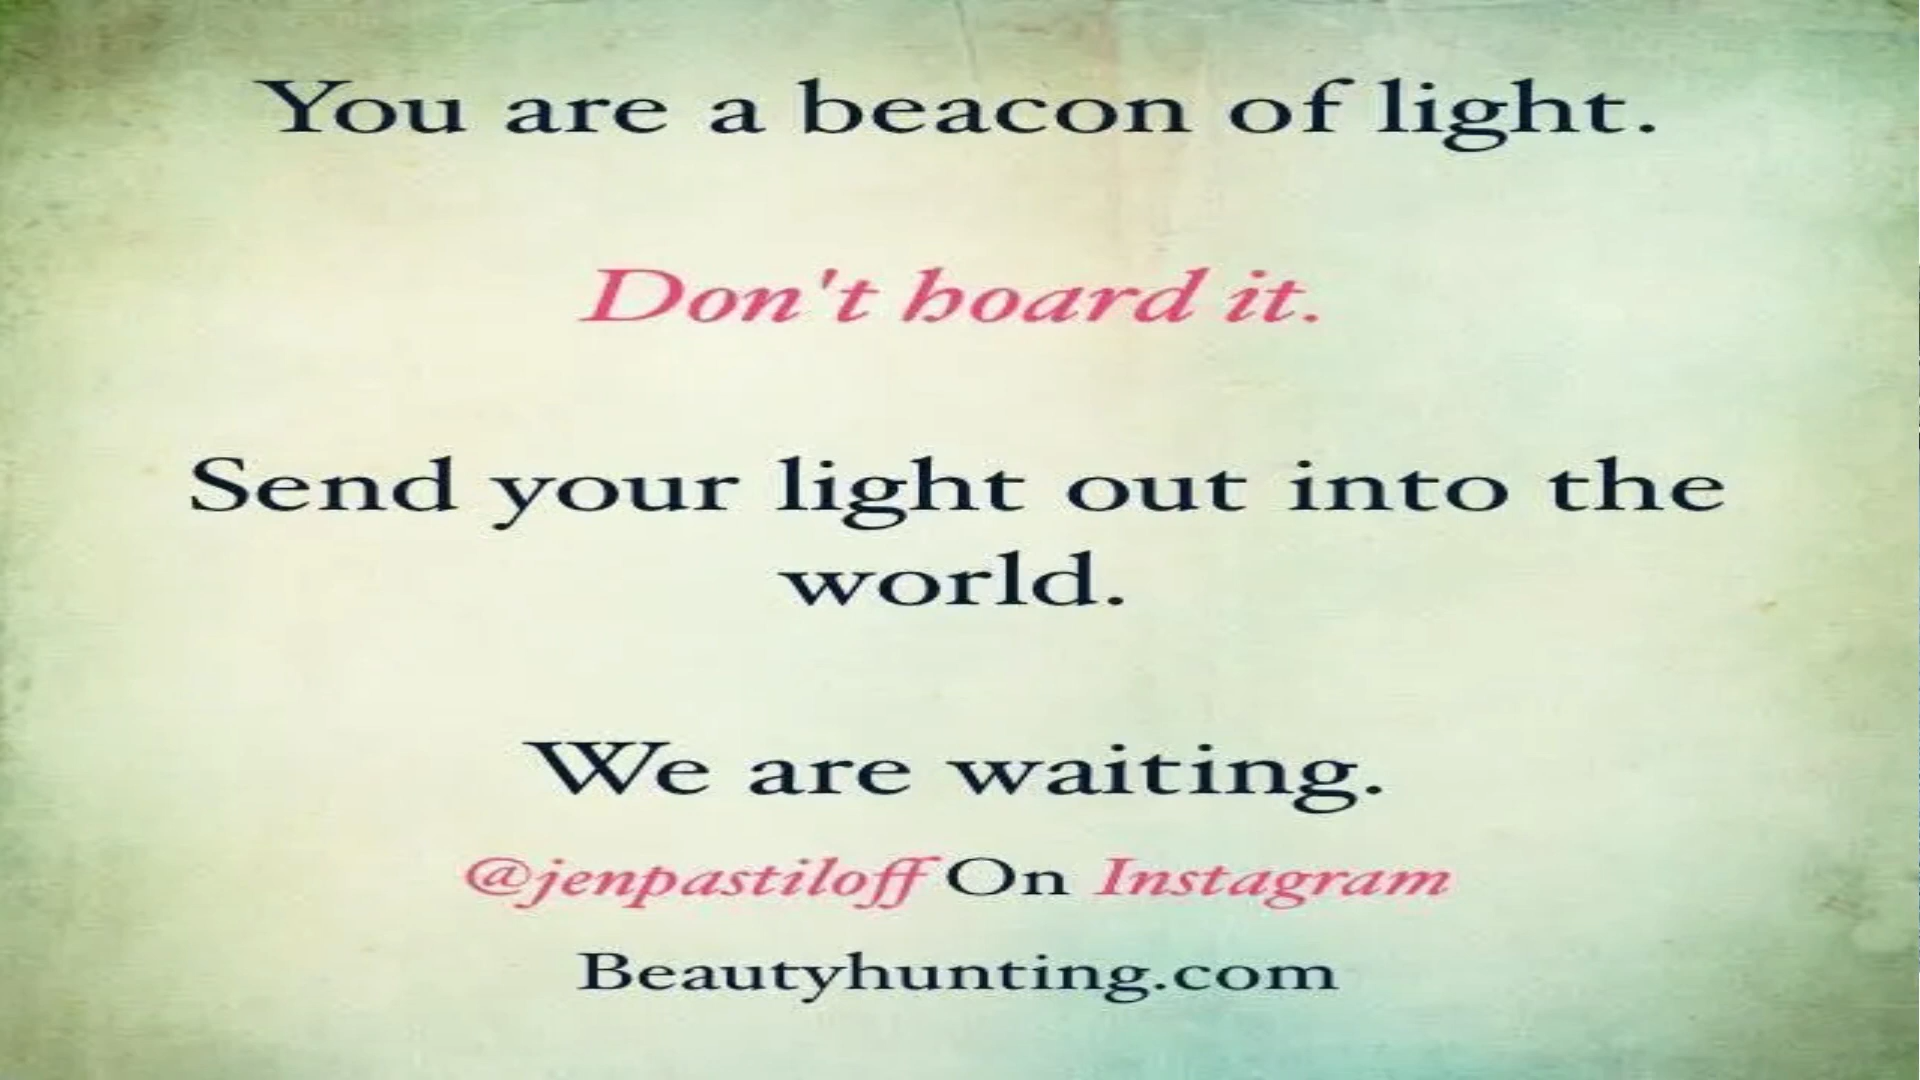 You are a beacon of light.
Don't hoard it.
Send your light out into the
world.
We are waiting.
@jenpastiloff On Instagram
Beautyhunting.com